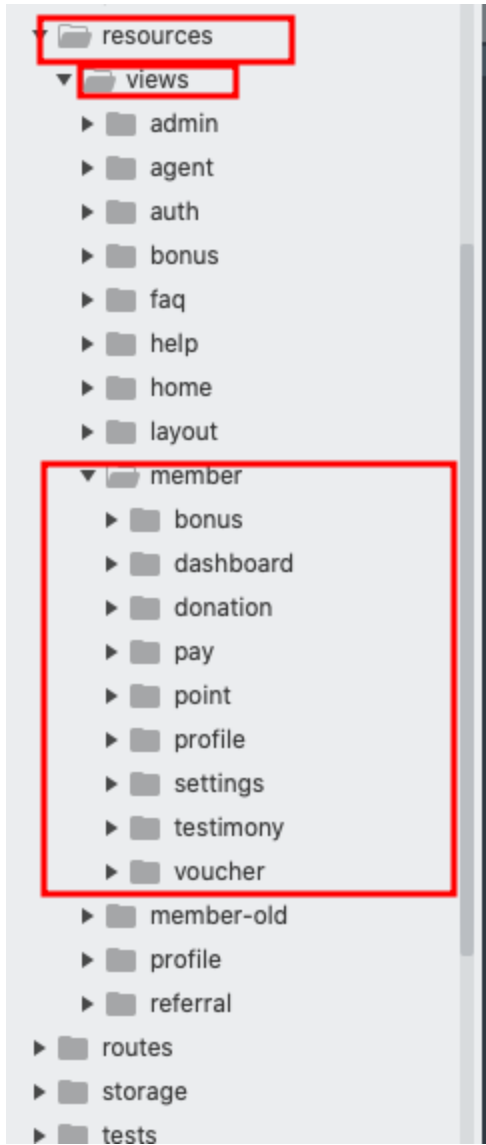 resources
views
admin
agent
auth
bonus
faq
help
home
layout
member
bonus
dashboard
donation
pay
point
profile
settings
testimony
voucher
member-old
profile
referral
routes
storage
tests